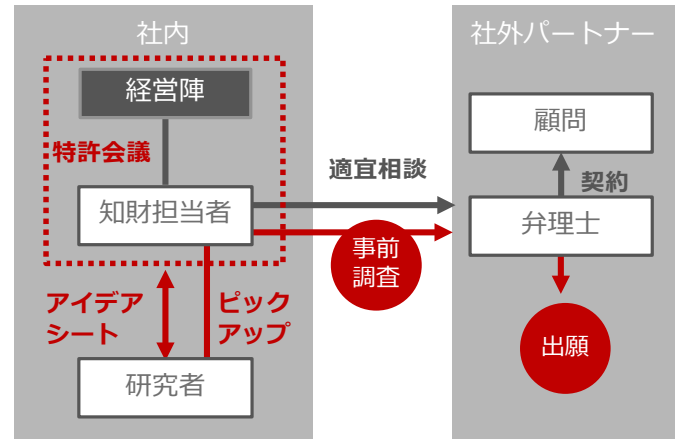 社内
社外パートナー
経営陣
顧問
特許会議
適宜相談
契約
知財担当者
弁理士
事前
調査
アイデア
シート
ピック
アップ
出願
研究者